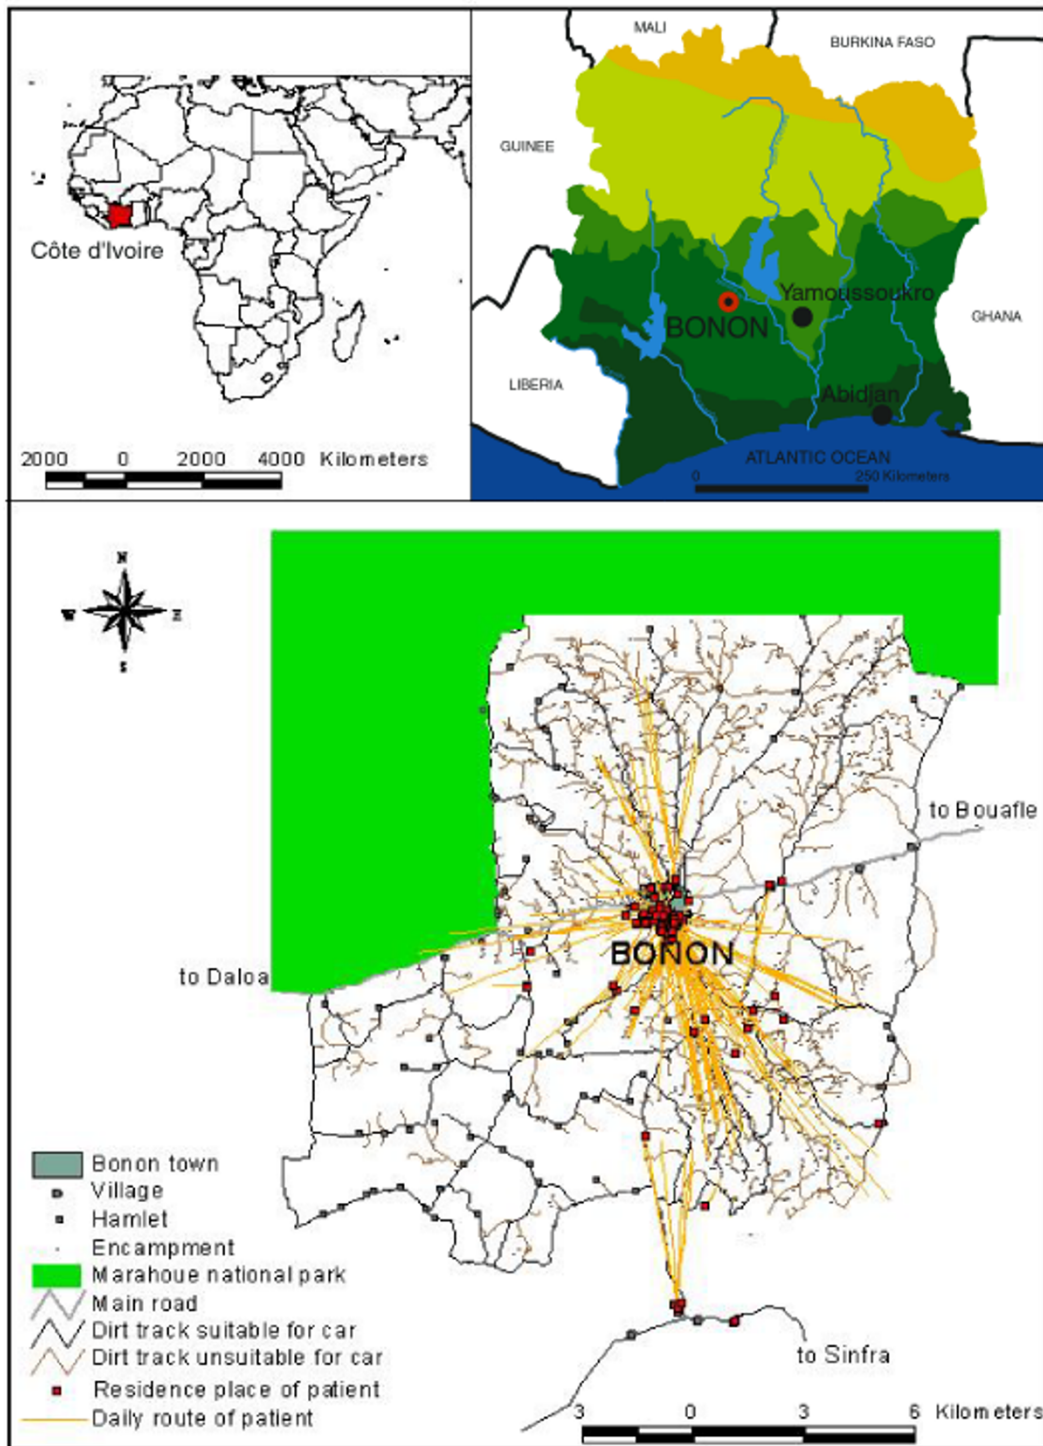 Côte d'Ivoire
2000 0 2000 4000 Kilometers
MALI
BURKINA FASO
GUINEE
Yamoussoukro
BONON
GHANA
LIBERIA
Abidjan
ATLANTIC OCEAN
0 250 Kilometers
N
W E
S
to Bouafle
BONON
to Daloa
Bonon town
Village
Hamlet
Encampment
Marahoue national park
Main road
Dirt track suitable for car
Dirt track unsuitable for car
Residence place of patient
Daily route of patient
to Sinfra
3 0 3 6 Kilometers